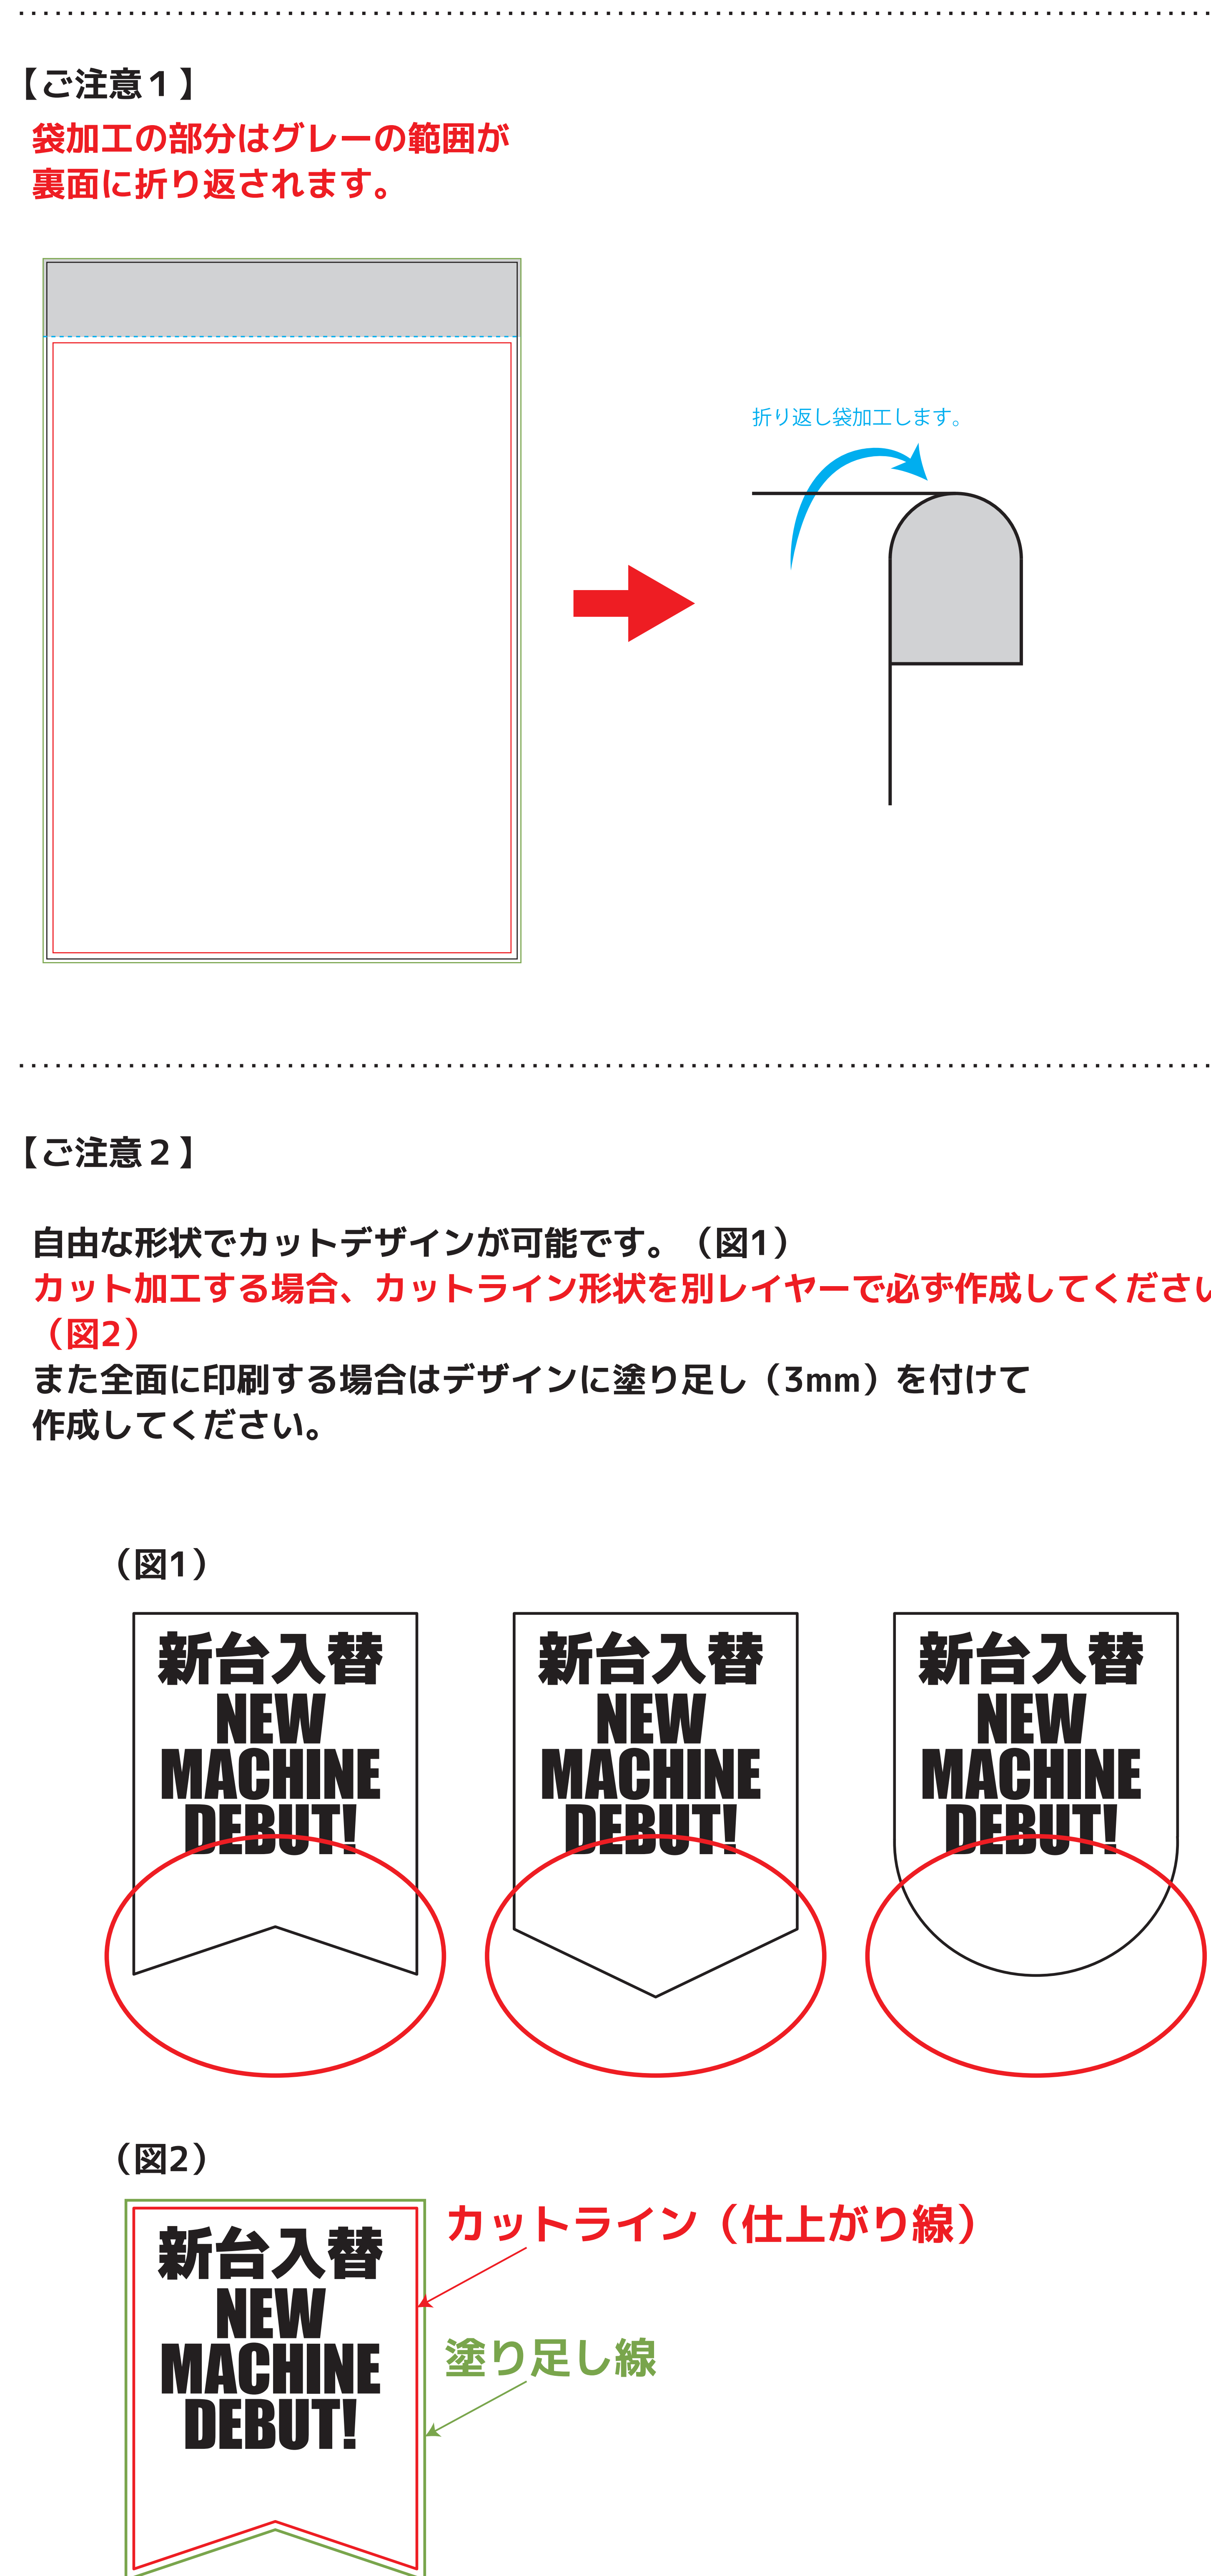 【ご注意１】
袋加工の部分はグレーの範囲が
裏面に折り返されます。
折り返し袋加工します。
【ご注意２】
自由な形状でカットデザインが可能です。（図1）
カット加工する場合、カットライン形状を別レイヤーで必ず作成してください
（図2）
また全面に印刷する場合はデザインに塗り足し（3mm）を付けて
作成してください。
（図1）
新台入替
NEW
MACHINE
DEBUT!
新台入替
NEW
MACHINE
DEBUT!
新台入替
NEW
MACHINE
DEBUT!
（図2）
カットライン（仕上がり線）
塗り足し線
新台入替
NEW
MACHINE
DEBUT!